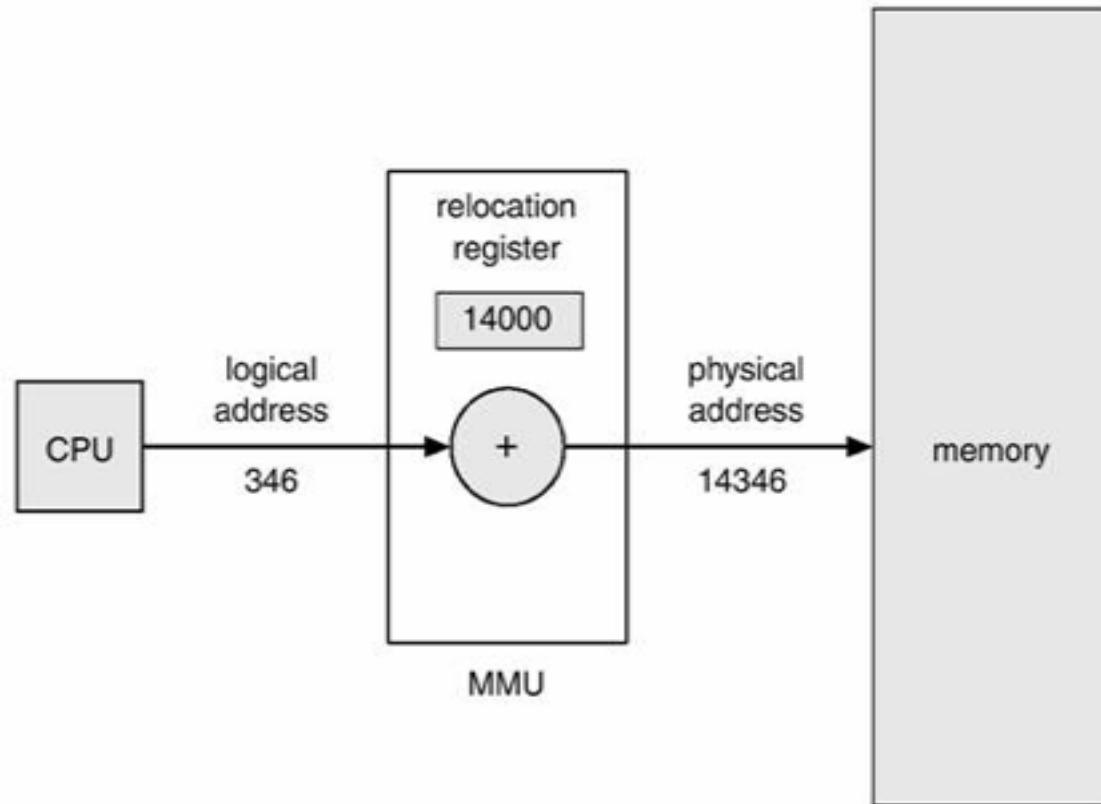 relocation
register
14000
logical
address
physical
address
CPU
+
memory
346
14346
MMU